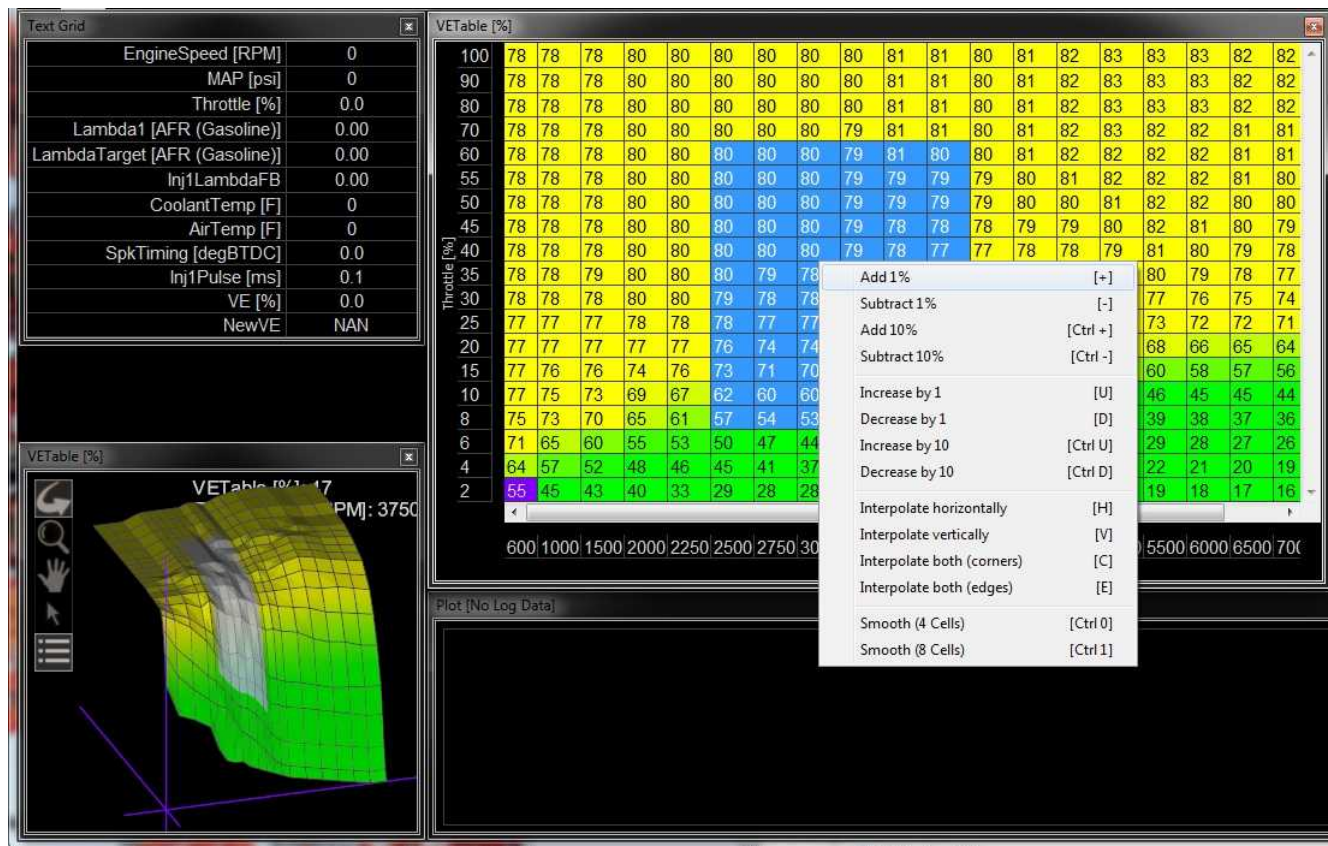 Text Grid
EngineSpeed [RPM] 0
MAP [psi] 0
Throttle [%] 0.0
Lambda1 [AFR (Gasoline)] 0.00
LambdaTarget [AFR (Gasoline)] 0.00
Inj1LambdaFB 0.00
CoolantTemp [F] 0
AirTemp [F] 0
SpkTiming [degBTDC] 0.0
Inj1Pulse [ms] 0.1
VE [%] 0.0
NewVE NAN
VETable [%]
VETable [%]: 17
PM]: 3750
VETable [%]
Throttle [%]
100 78 78 78 80 80 80 80 80 80 81 81 80 81 82 83 83 83 82 82
90 78 78 78 80 80 80 80 80 80 81 81 80 81 82 83 83 83 82 82
80 78 78 78 80 80 80 80 80 80 81 81 80 81 82 83 83 83 82 82
70 78 78 78 80 80 80 80 80 79 81 81 80 81 82 83 82 82 81 81
60 78 78 78 80 80 80 80 80 79 81 80 80 81 82 82 82 82 81 81
55 78 78 78 80 80 80 80 80 79 79 79 79 80 81 82 82 82 81 80
50 78 78 78 80 80 80 80 80 79 79 79 79 80 80 81 82 82 80 80
45 78 78 78 80 80 80 80 80 79 78 78 78 79 79 80 82 81 80 79
40 78 78 78 80 80 80 80 80 79 78 77 77 78 78 79 81 80 79 78
35 78 78 79 80 80 80 79 78 80 79 78 77
30 78 78 78 80 80 79 78 78 77 76 75 74
25 77 77 77 78 78 78 77 77 73 72 72 71
20 77 77 77 77 77 76 74 74 68 66 65 64
15 77 76 76 74 76 73 71 70 60 58 57 56
10 77 75 73 69 67 62 60 60 46 45 45 44
8 75 73 70 65 61 57 54 53 39 38 37 36
6 71 65 60 55 53 50 47 44 29 28 27 26
4 64 57 52 48 46 45 41 37 22 21 20 19
2 55 45 43 40 33 29 28 28 19 18 17 16
600 1000 1500 2000 2250 2500 2750 30 5500 6000 6500 700
Add 1% [+]
Subtract 1% [-]
Add 10% [Ctrl +]
Subtract 10% [Ctrl -]
Increase by 1 [U]
Decrease by 1 [D]
Increase by 10 [Ctrl U]
Decrease by 10 [Ctrl D]
Interpolate horizontally [H]
Interpolate vertically [V]
Interpolate both (corners) [C]
Interpolate both (edges) [E]
Smooth (4 Cells) [Ctrl 0]
Smooth (8 Cells) [Ctrl 1]
Plot [No Log Data]